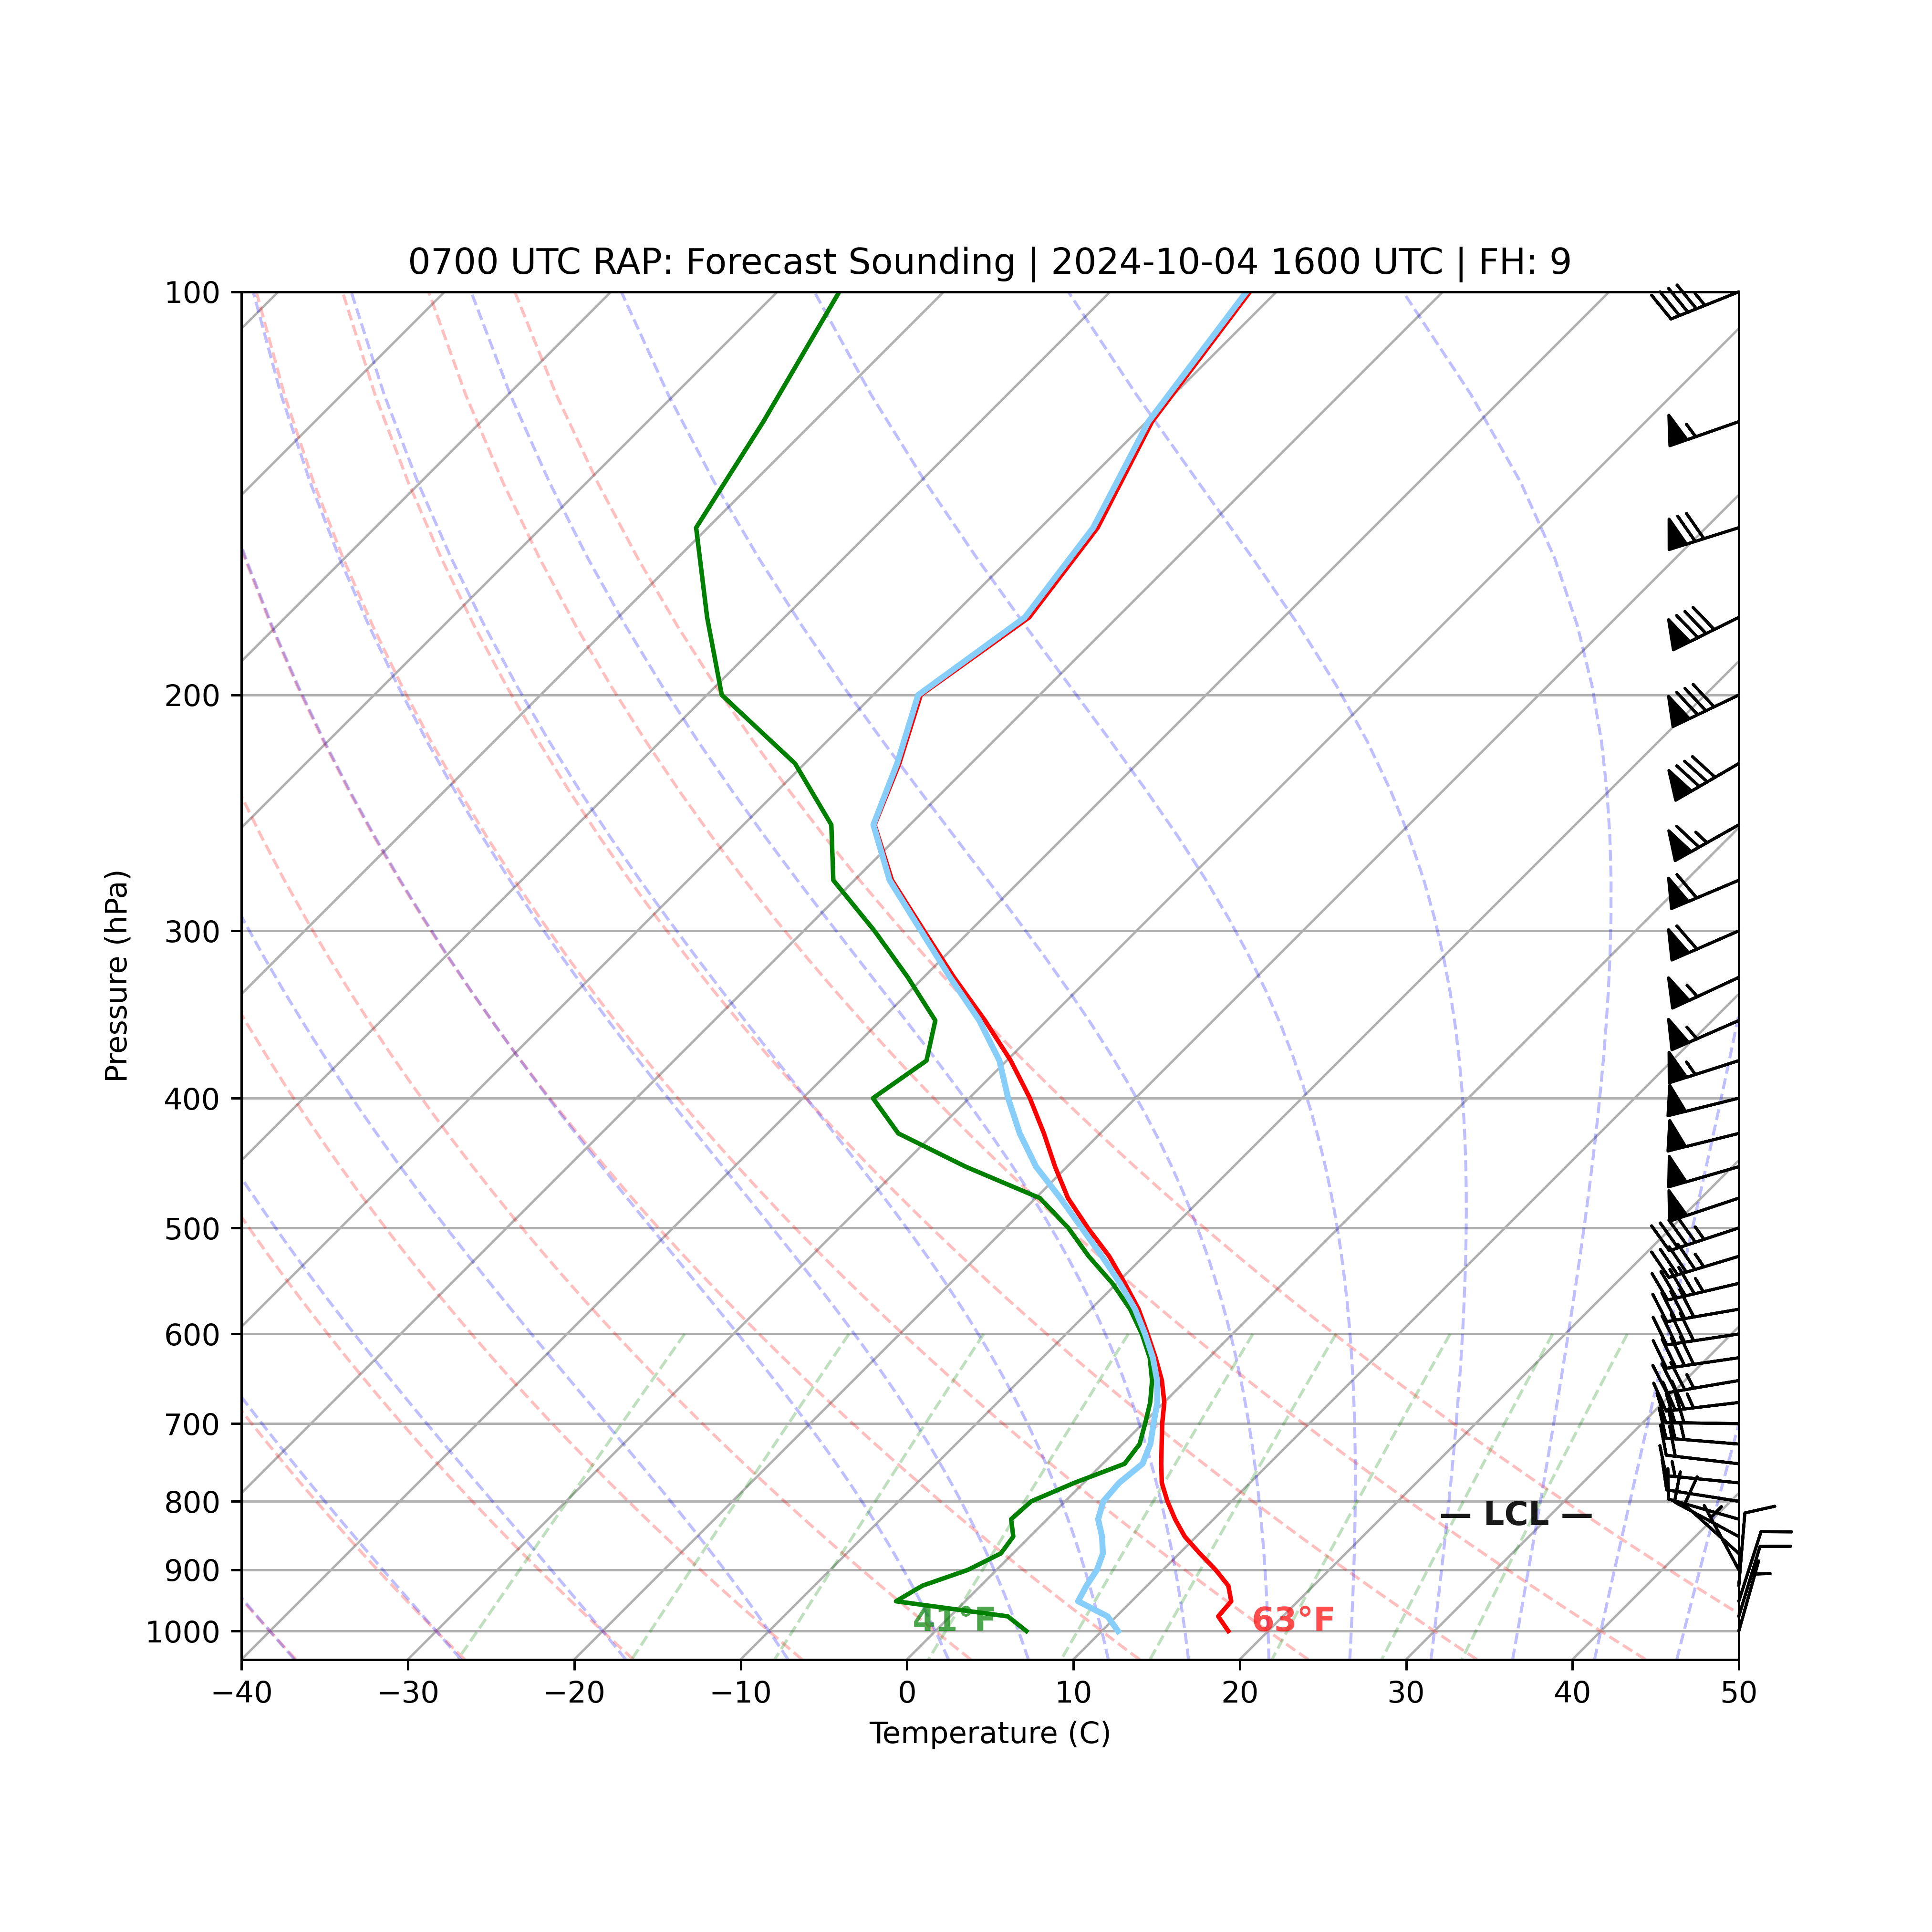 0700 UTC RAP: Forecast Sounding | 2024-10-04 1600 UTC | FH: 9
100
200
300
400
500
600
700
800
900
1000
Pressure (hPa)
— LCL —
41°F
63°F
−40 −30 −20 −10 0 10 20 30 40 50
Temperature (C)